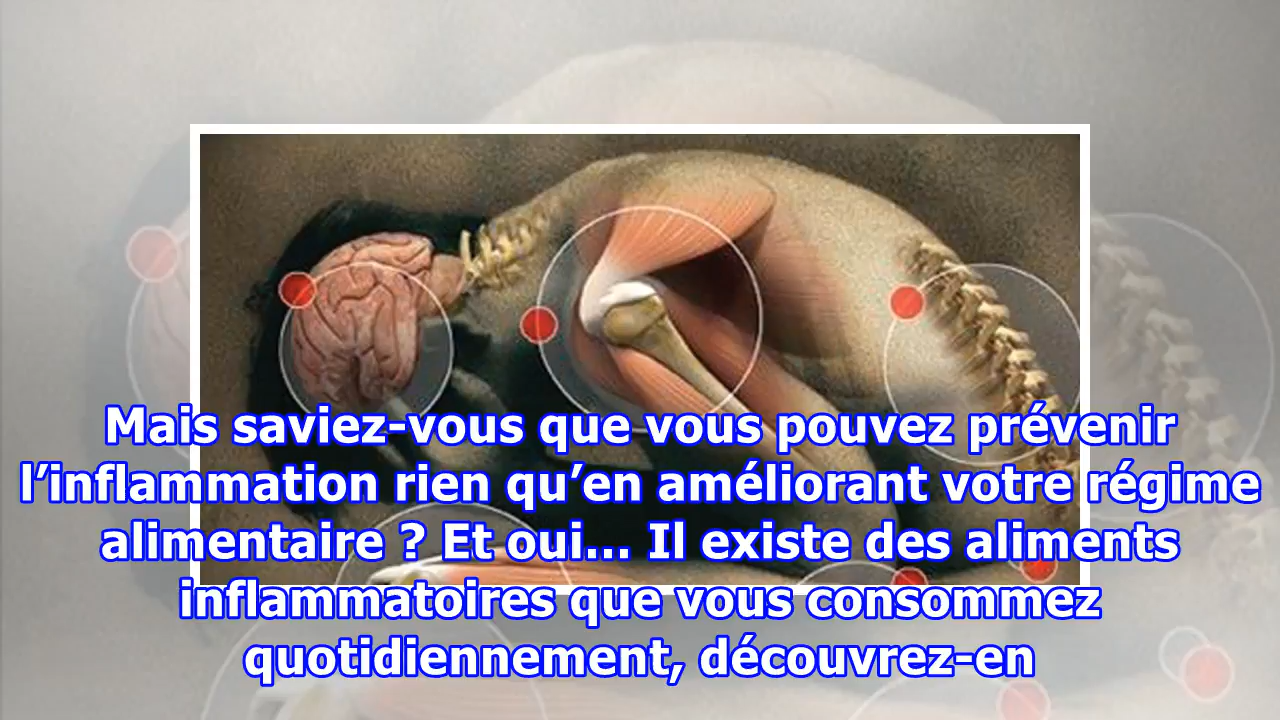 Mais saviez-vous que vous pouvez prévenir
l’inflammation rien qu’en améliorant votre régime
alimentaire ? Et oui... Il existe des aliments
inflammatoires que vous consommez
quotidiennement, découvrez-en